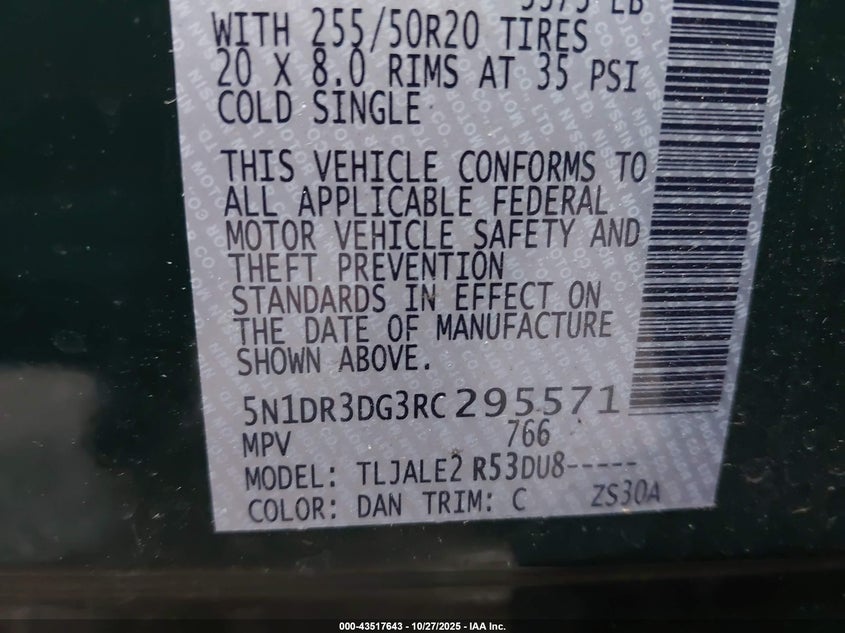 LB
WITH 255/50R20 TIRES
20 X 8.0 RIMS AT 35 PSI
COLD SINGLE
THIS VEHICLE CONFORMS TO
ALL APPLICABLE FEDERAL
MOTOR VEHICLE SAFETY AND
THEFT PREVENTION
STANDARDS IN EFFECT ON
THE DATE OF MANUFACTURE
SHOWN ABOVE.
5N1DR3DG3RC295571
MPV 766
MODEL: TLJALE2 R53DU8-----
COLOR: DAN TRIM: C ZS30A
000-43517643 - 10/27/2025 - IAA Inc.